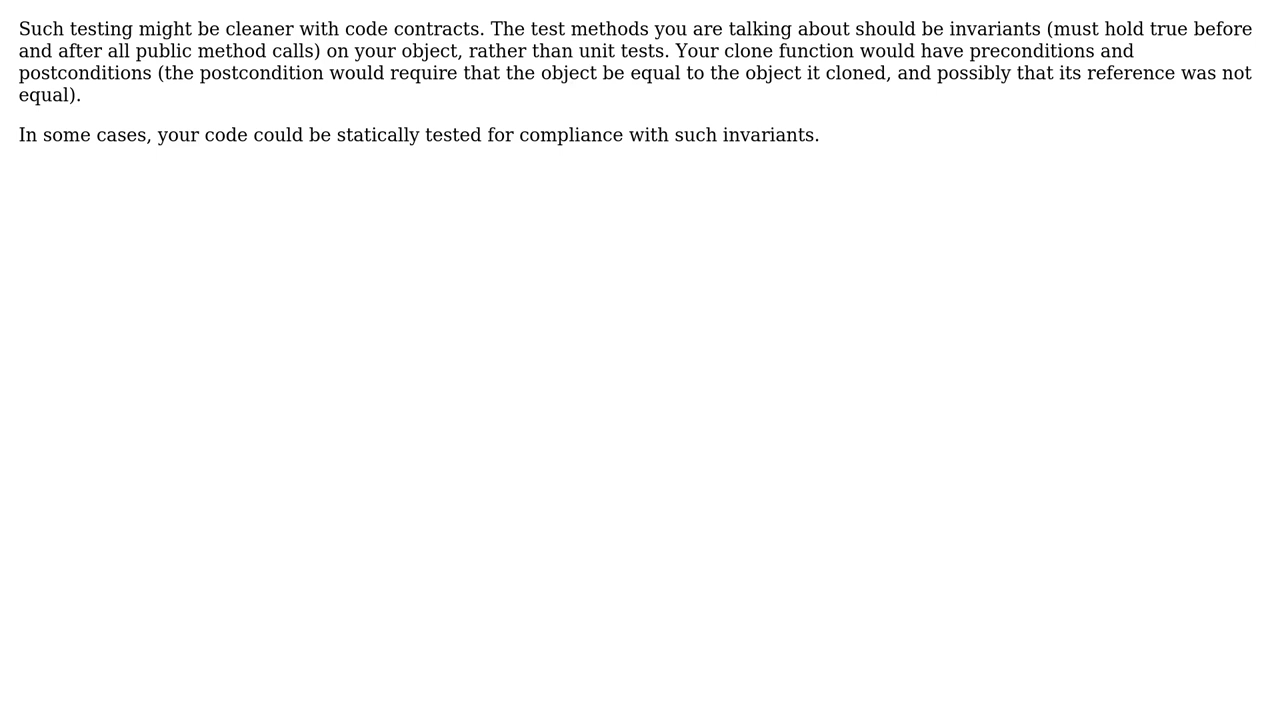 Such testing might be cleaner with code contracts. The test methods you are talking about should be invariants (must hold true before
and after all public method calls) on your object, rather than unit tests. Your clone function would have preconditions and
postconditions (the postcondition would require that the object be equal to the object it cloned, and possibly that its reference was not
equal).
In some cases, your code could be statically tested for compliance with such invariants.